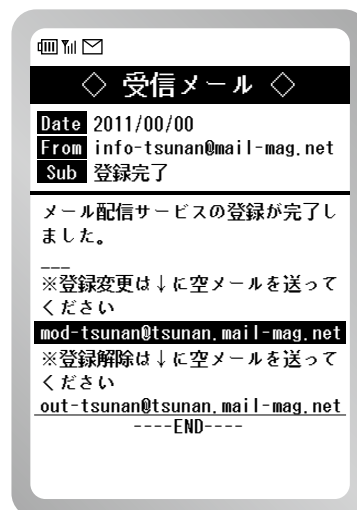 ◇ 受信メール ◇
Date 2011/00/00
From info-tsunan@mail-mag.net
Sub 登録完了
メール配信サービスの登録が完了し
ました。
___
※登録変更は↓に空メールを送って
ください
mod-tsunan@tsunan.mail-mag.net
※登録解除は↓に空メールを送って
ください
out-tsunan@tsunan.mail-mag.net
----END----